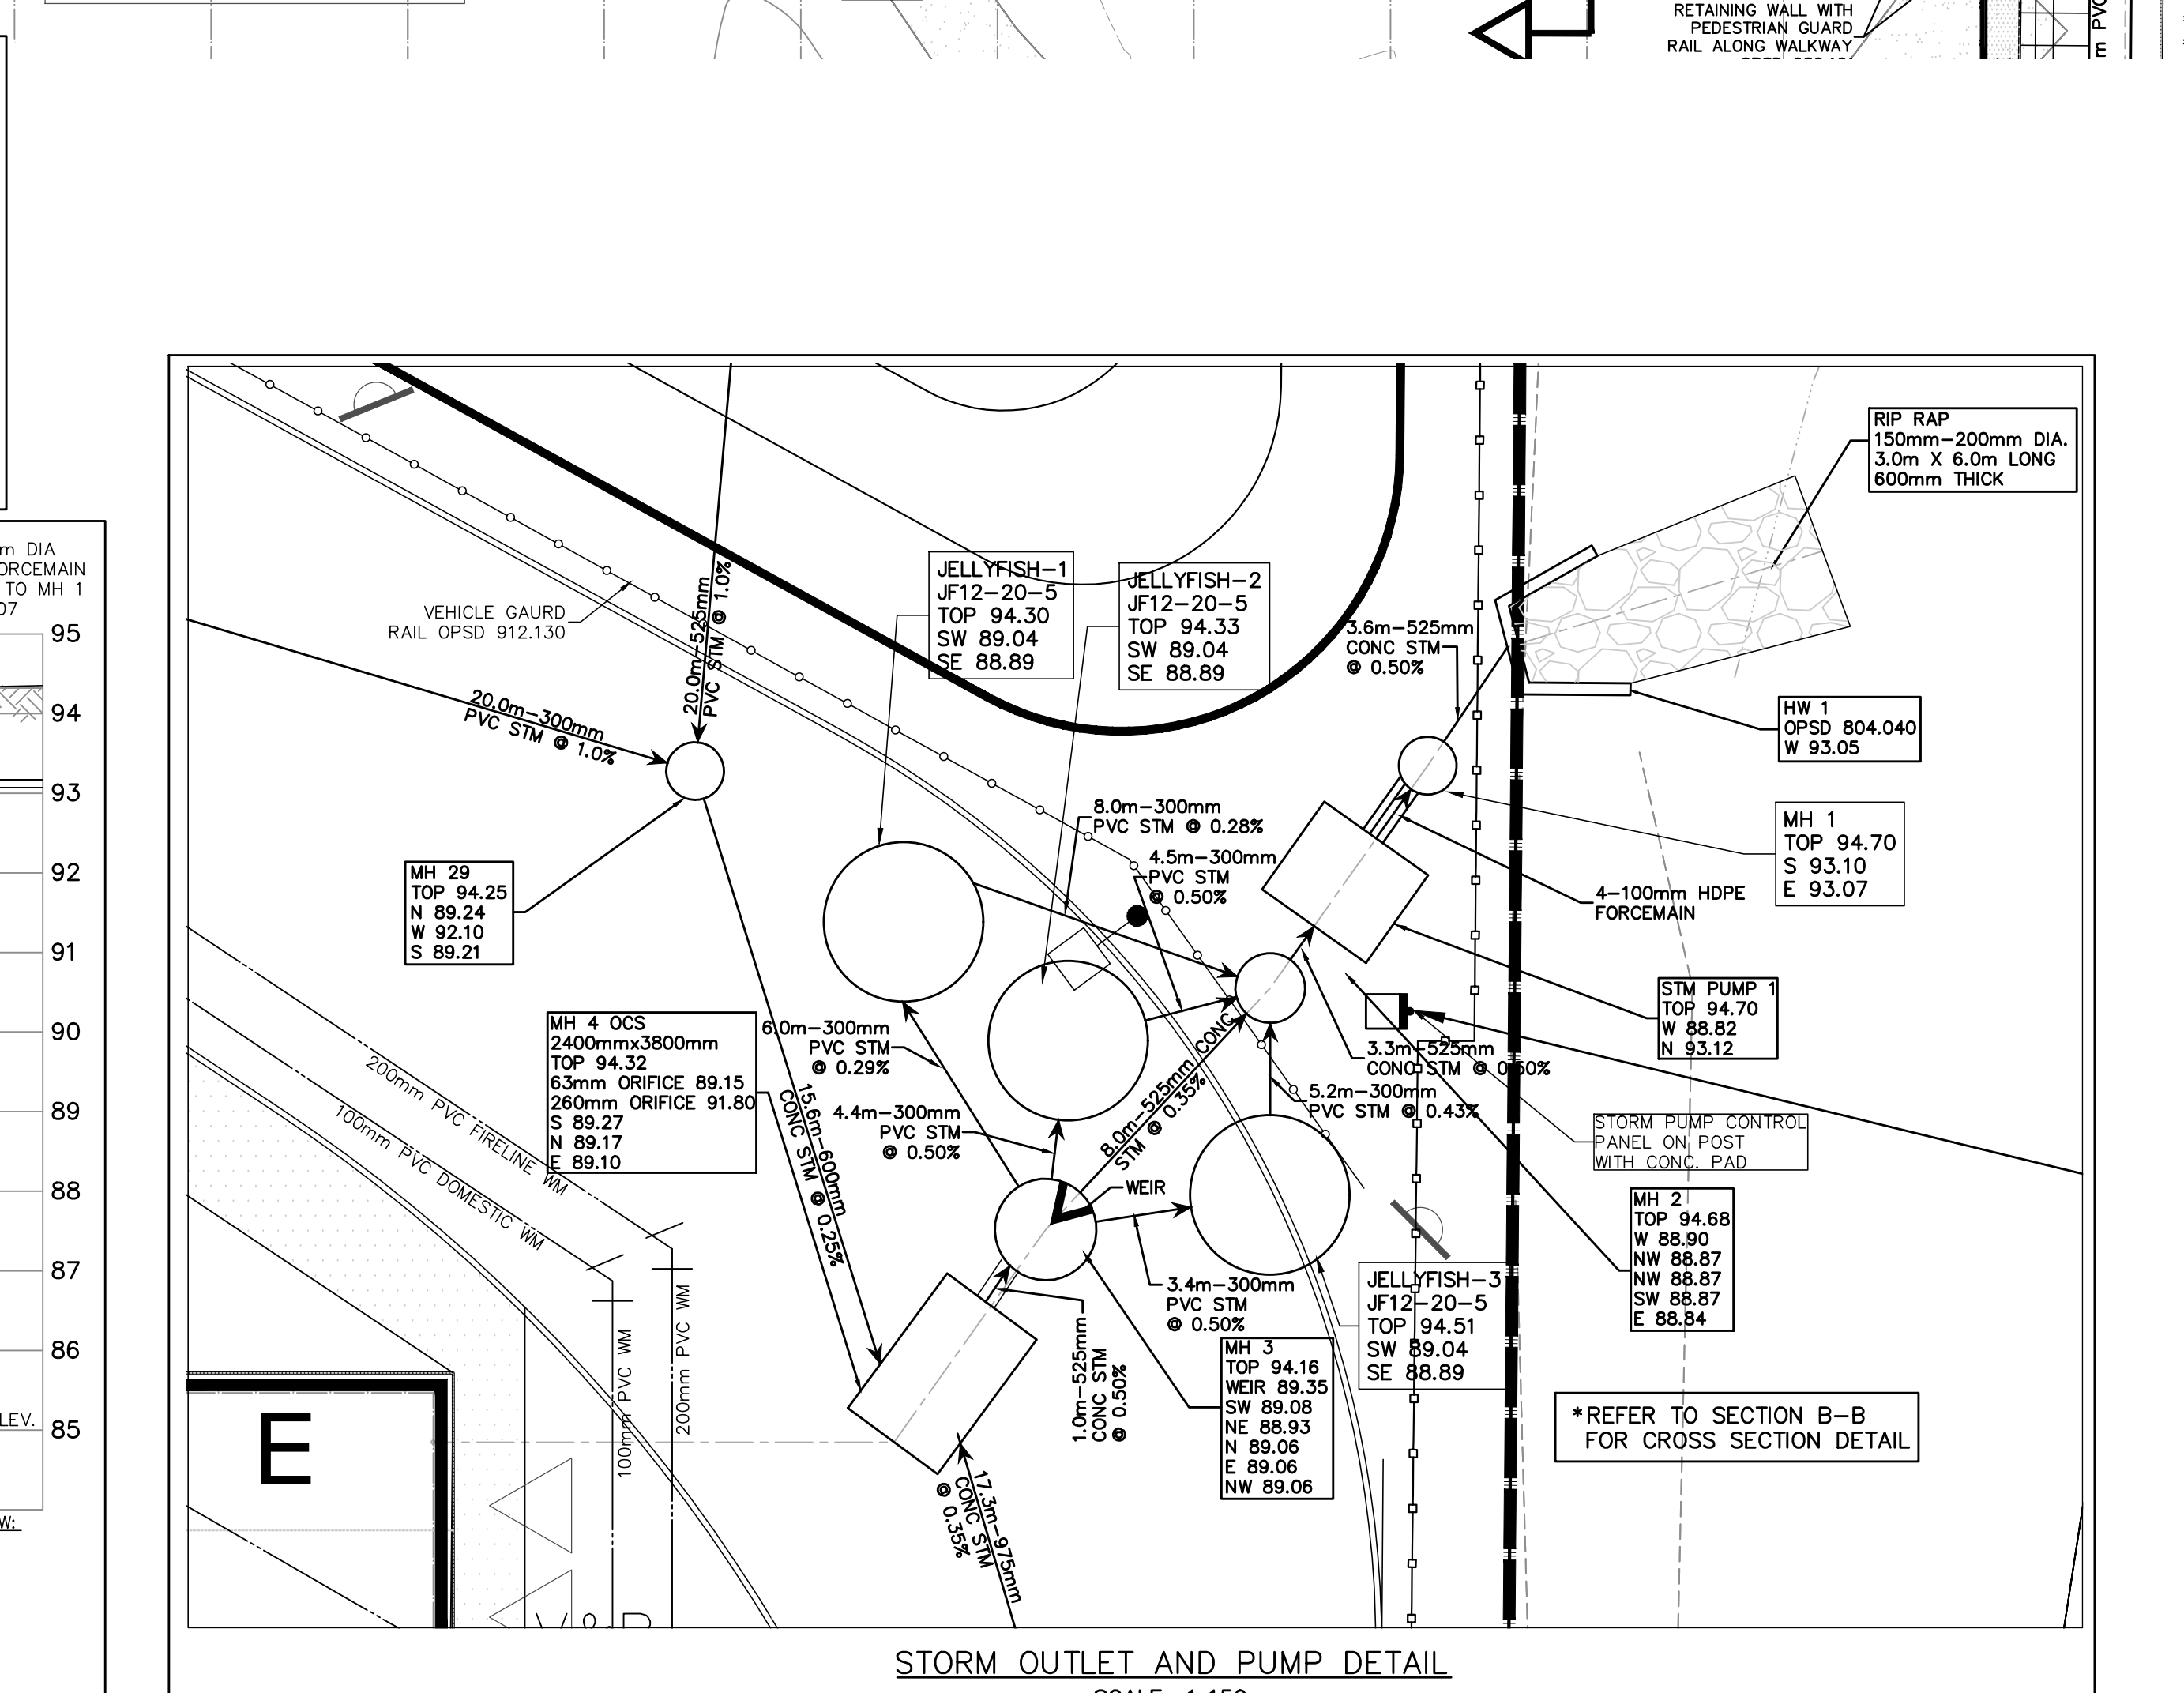 RETAINING WALL WITH
PEDESTRIAN GUARD
RAIL ALONG WALKWAY
m PVC
m DIA
ORCEMAIN
TO MH 1
07
95
94
93
92
91
90
89
88
87
86
85
LEV.
W:
RIP RAP
150mm-200mm DIA.
3.0m X 6.0m LONG
600mm THICK
JELLYFISH-1
JF12-20-5
TOP 94.30
SW 89.04
SE 88.89
JELLYFISH-2
JF12-20-5
TOP 94.33
SW 89.04
SE 88.89
VEHICLE GAURD
RAIL OPSD 912.130
20.0m-525mm
PVC STM @ 1.0%
20.0m-300mm
PVC STM @ 1.0%
3.6m-525mm
CONC STM
@ 0.50%
HW 1
OPSD 804.040
W 93.05
MH 1
TOP 94.70
S 93.10
E 93.07
8.0m-300mm
PVC STM @ 0.28%
4.5m-300mm
PVC STM
@ 0.50%
4-100mm HDPE
FORCEMAIN
MH 29
TOP 94.25
N 89.24
W 92.10
S 89.21
STM PUMP 1
TOP 94.70
W 88.82
N 93.12
MH 4 OCS
2400mmx3800mm
TOP 94.32
63mm ORIFICE 89.15
260mm ORIFICE 91.80
S 89.27
N 89.17
E 89.10
6.0m-300mm
PVC STM
@ 0.29%
4.4m-300mm
PVC STM
@ 0.50%
8.0m-525mm CONC
STM @ 0.35%
3.3m-525mm
CONC STM @ 0.50%
5.2m-300mm
PVC STM @ 0.43%
STORM PUMP CONTROL
PANEL ON POST
WITH CONC. PAD
200mm PVC FIRELINE WM
100mm PVC DOMESTIC WM
15.6m-600mm
CONC STM @ 0.25%
WEIR
MH 2
TOP 94.68
W 88.90
NW 88.87
NW 88.87
SW 88.87
E 88.84
3.4m-300mm
PVC STM
@ 0.50%
JELLYFISH-3
JF12-20-5
TOP 94.51
SW 89.04
SE 88.89
1.0m-525mm
CONC STM
@ 0.50%
MH 3
TOP 94.16
WEIR 89.35
SW 89.08
NE 88.93
N 89.06
E 89.06
NW 89.06
100mm PVC WM
200mm PVC WM
E
*REFER TO SECTION B-B
FOR CROSS SECTION DETAIL
17.3m-975mm
CONC STM
@ 0.35%
STORM OUTLET AND PUMP DETAIL